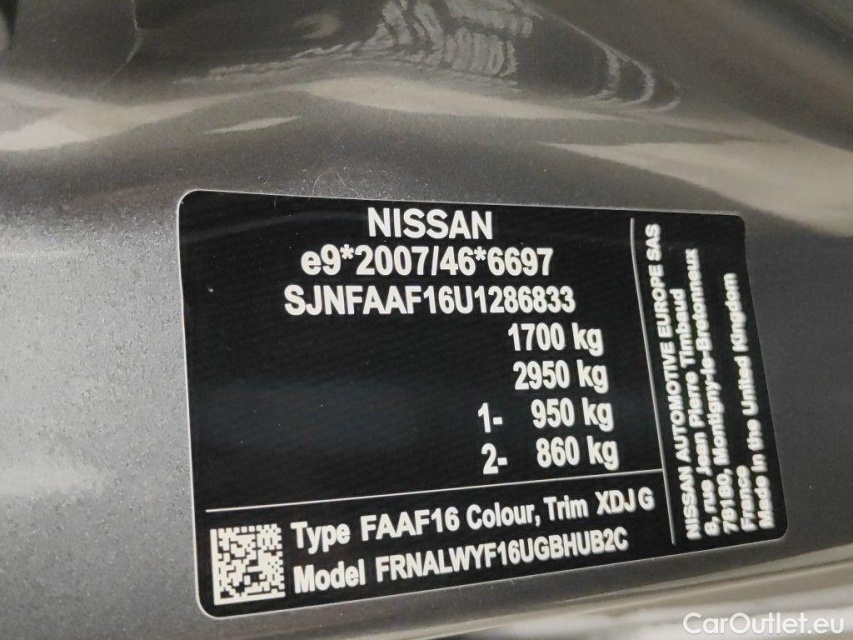 NISSAN
e9*2007/46*6697
SJNFAAF16U1286833
1700 kg
2950 kg
1- 950 kg
2- 860 kg
Type FAAF16 Colour, Trim XDJ G
Model FRNALWYF16UGBHUB2C
NISSAN AUTOMOTIVE EUROPE SAS
8, rue Jean Pierre Timbaud
78180, Montigny-le-Bretonneux
France
Made in the United Kingdom
CarOutlet.eu